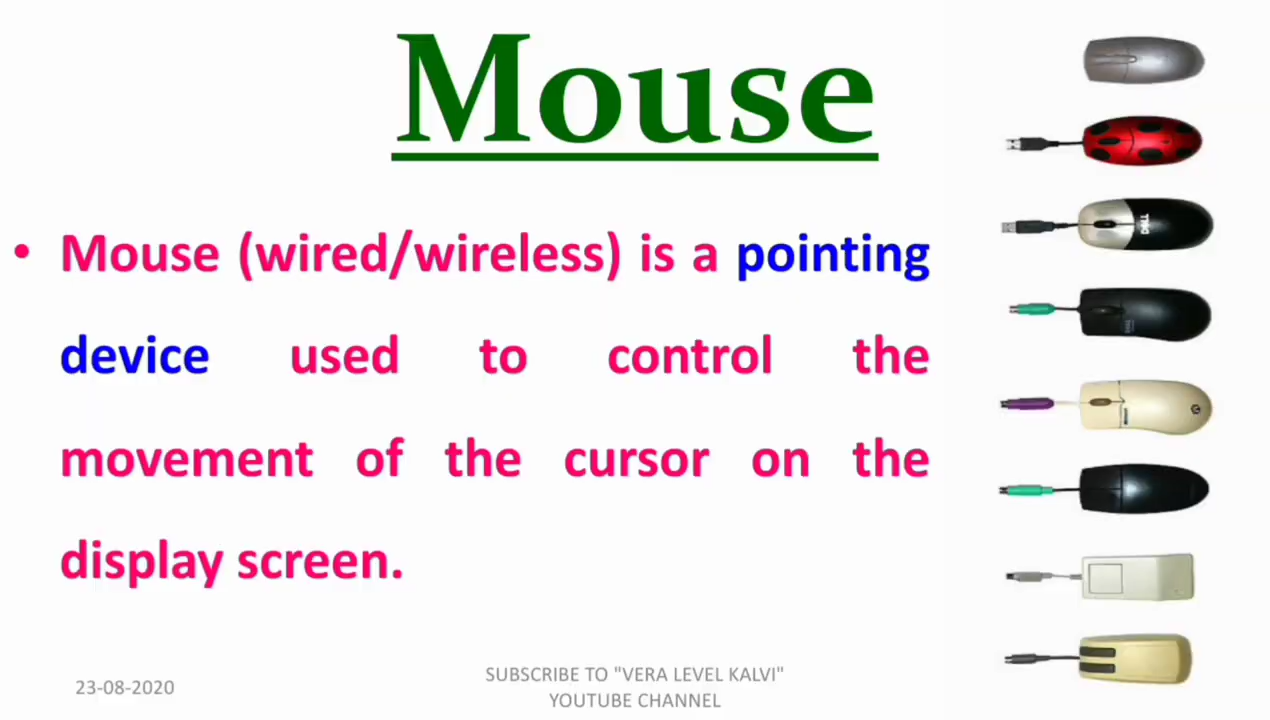 Mouse
• Mouse (wired/wireless) is a pointing
device used to control the
movement of the cursor on the
display screen.
DELL
23-08-2020
SUBSCRIBE TO "VERA LEVEL KALVI"
YOUTUBE CHANNEL